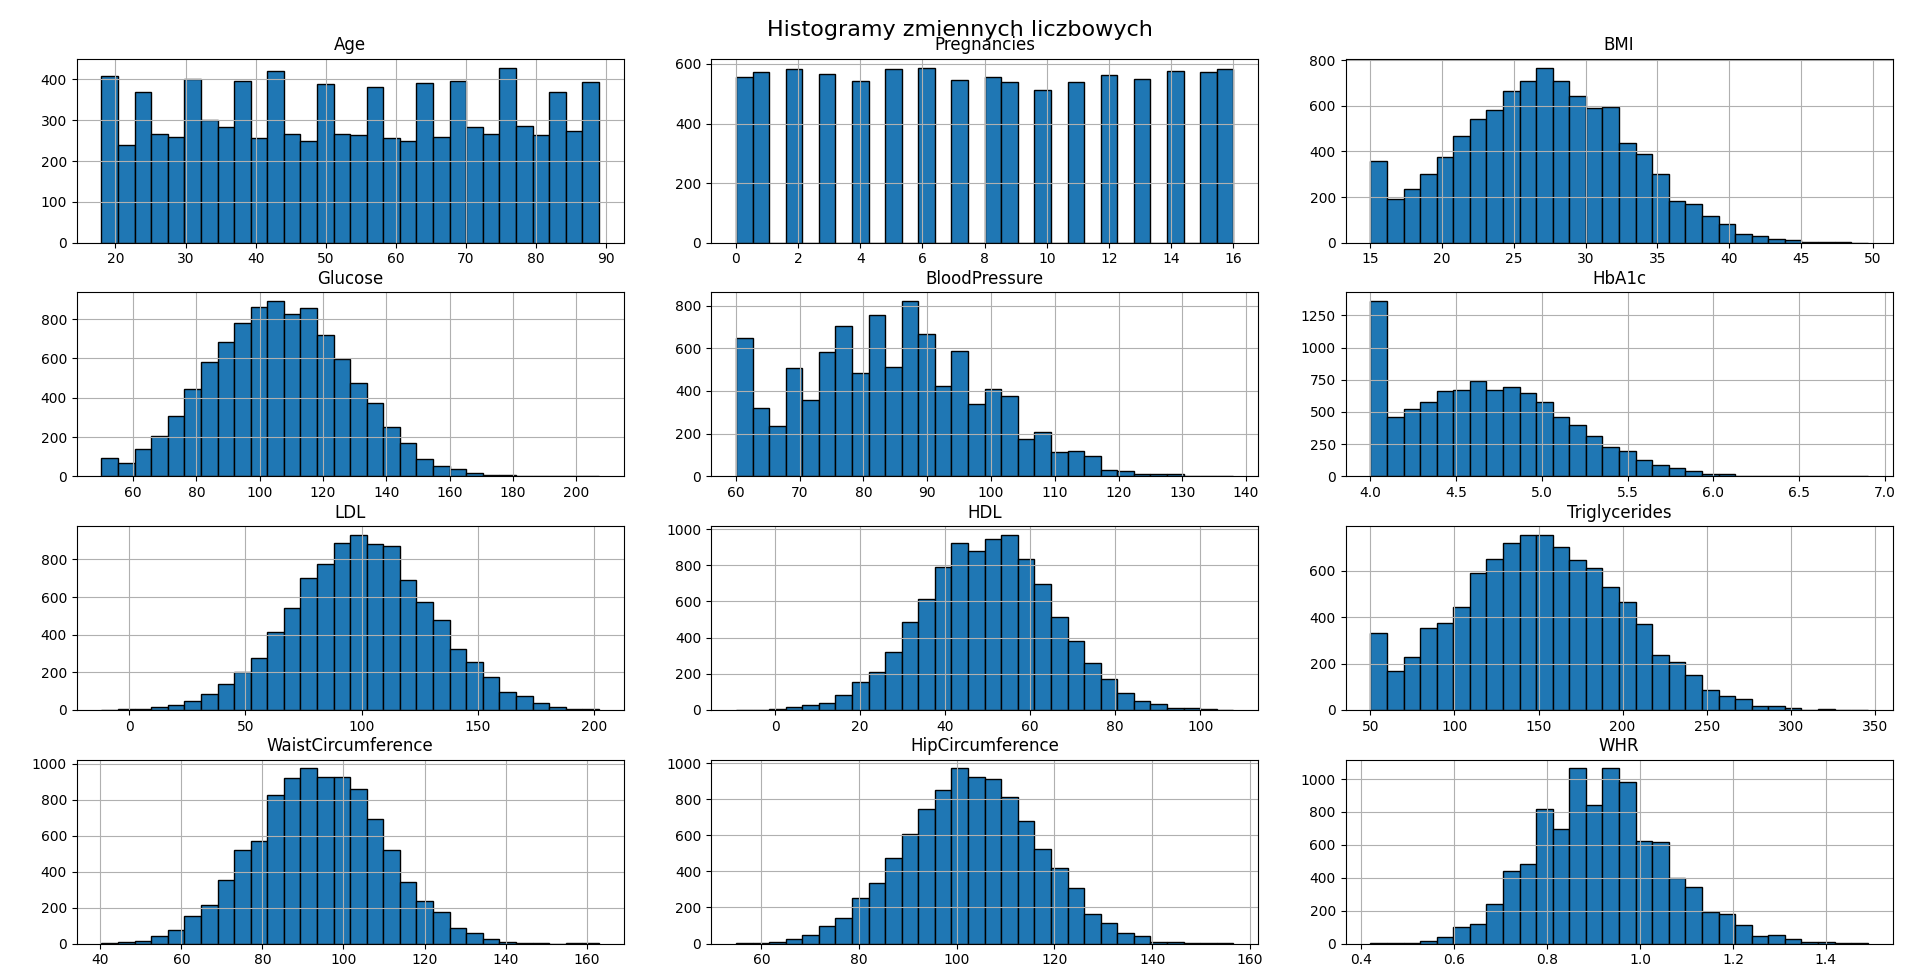 Histogramy zmiennych liczbowych
Age
Pregnancies
BMI
400
300
200
100
0
20 30 40 50 60 70 80 90
600
400
200
0
0 2 4 6 8 10 12 14 16
800
600
400
200
0
15 20 25 30 35 40 45 50
Glucose
BloodPressure
HbA1c
800
600
400
200
0
60 80 100 120 140 160 180 200
800
600
400
200
0
60 70 80 90 100 110 120 130 140
1250
1000
750
500
250
0
4.0 4.5 5.0 5.5 6.0 6.5 7.0
LDL
HDL
Triglycerides
800
600
400
200
0
0 50 100 150 200
1000
800
600
400
200
0
0 20 40 60 80 100
600
400
200
0
50 100 150 200 250 300 350
WaistCircumference
HipCircumference
WHR
1000
800
600
400
200
0
40 60 80 100 120 140 160
1000
800
600
400
200
0
60 80 100 120 140 160
1000
800
600
400
200
0
0.4 0.6 0.8 1.0 1.2 1.4